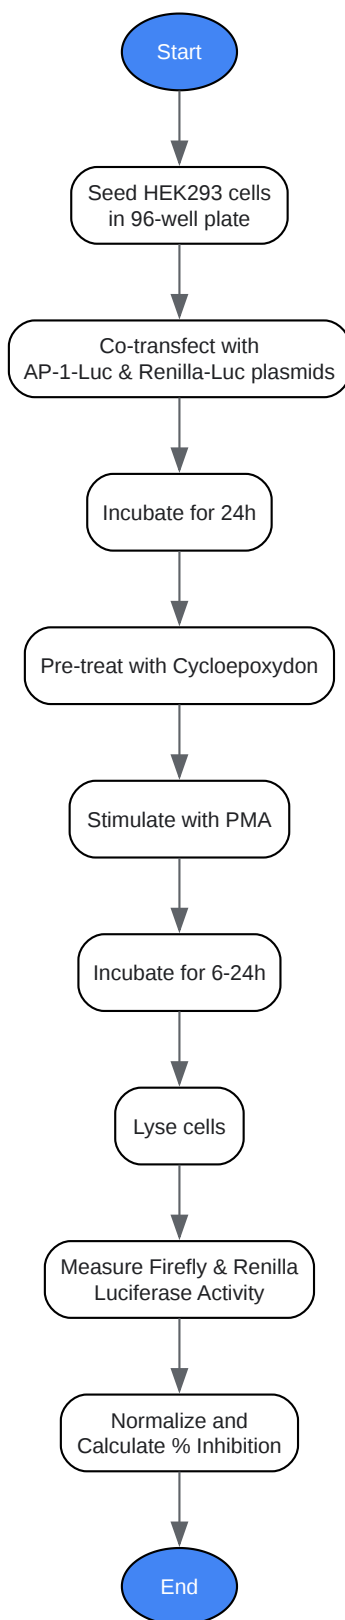 Start
Seed HEK293 cells
in 96-well plate
Co-transfect with
AP-1-Luc & Renilla-Luc plasmids
Incubate for 24h
Pre-treat with Cycloepoxydon
Stimulate with PMA
Incubate for 6-24h
Lyse cells
Measure Firefly & Renilla
Luciferase Activity
Normalize and
Calculate % Inhibition
End